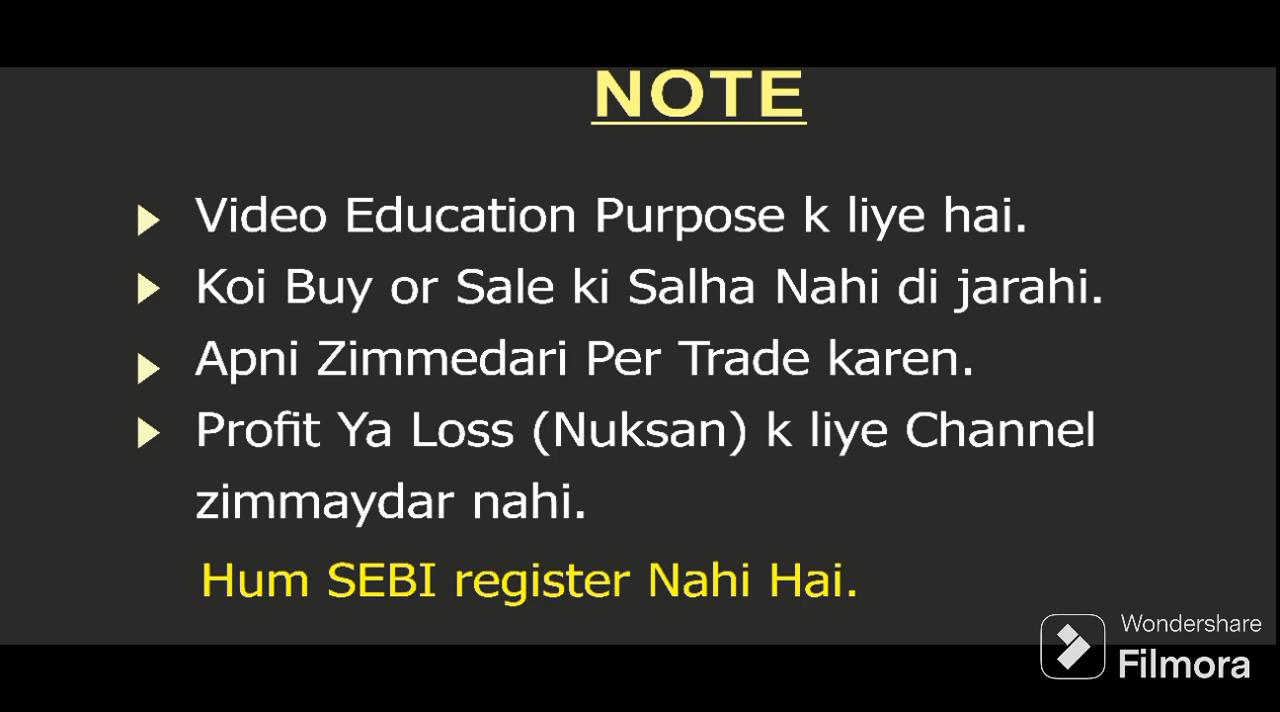 NOTE
Video Education Purpose k liye hai.
Koi Buy or Sale ki Salha Nahi di jarahi.
Apni Zimmedari Per Trade karen.
Profit Ya Loss (Nuksan) k liye Channel
zimmaydar nahi.
Hum SEBI register Nahi Hai.
Wondershare
Filmora